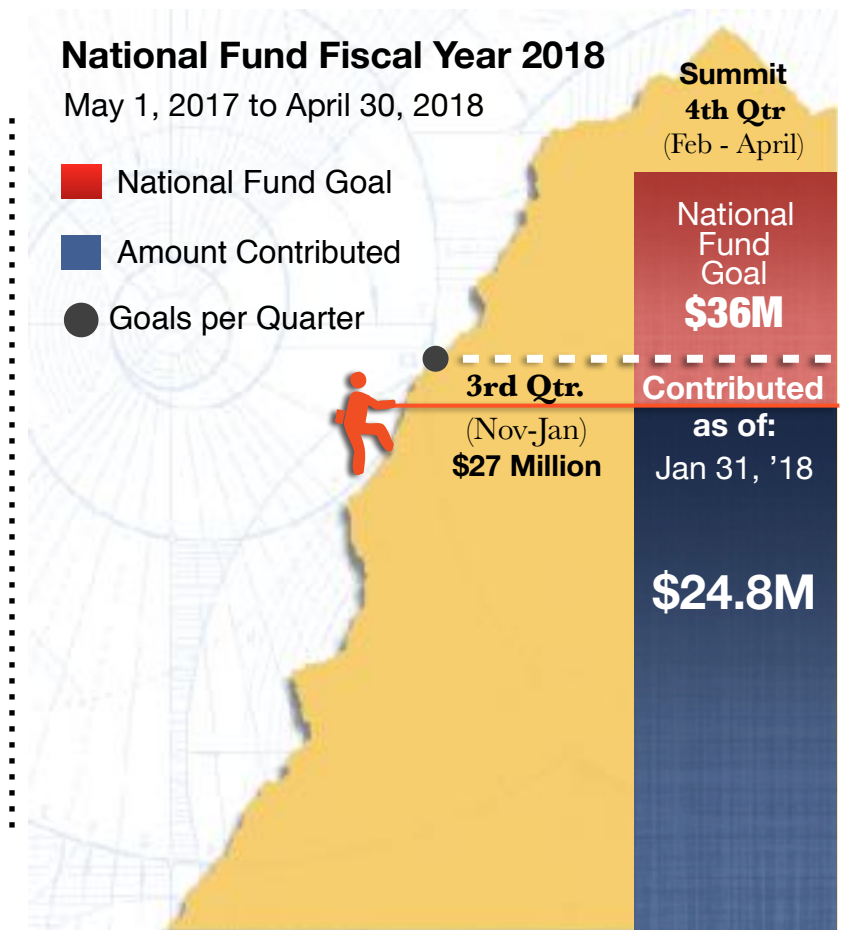 National Fund Fiscal Year 2018
May 1, 2017 to April 30, 2018
National Fund Goal
Amount Contributed
Goals per Quarter
Summit
4th Qtr
(Feb - April)
National
Fund
Goal
$36M
3rd Qtr.
(Nov-Jan)
$27 Million
Contributed
as of:
Jan 31, ’18
$24.8M